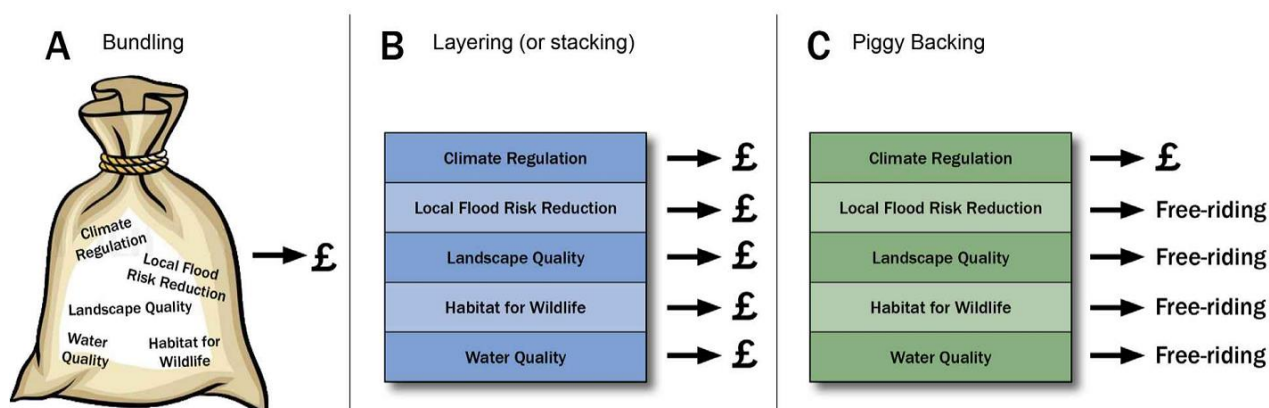 A Bundling
Climate
Regulation
Local Flood
Risk Reduction
Landscape Quality
Water
Quality
Habitat for
Wildlife
£
B Layering (or stacking)
Climate Regulation £
Local Flood Risk Reduction £
Landscape Quality £
Habitat for Wildlife £
Water Quality £
C Piggy Backing
Climate Regulation £
Local Flood Risk Reduction Free-riding
Landscape Quality Free-riding
Habitat for Wildlife Free-riding
Water Quality Free-riding